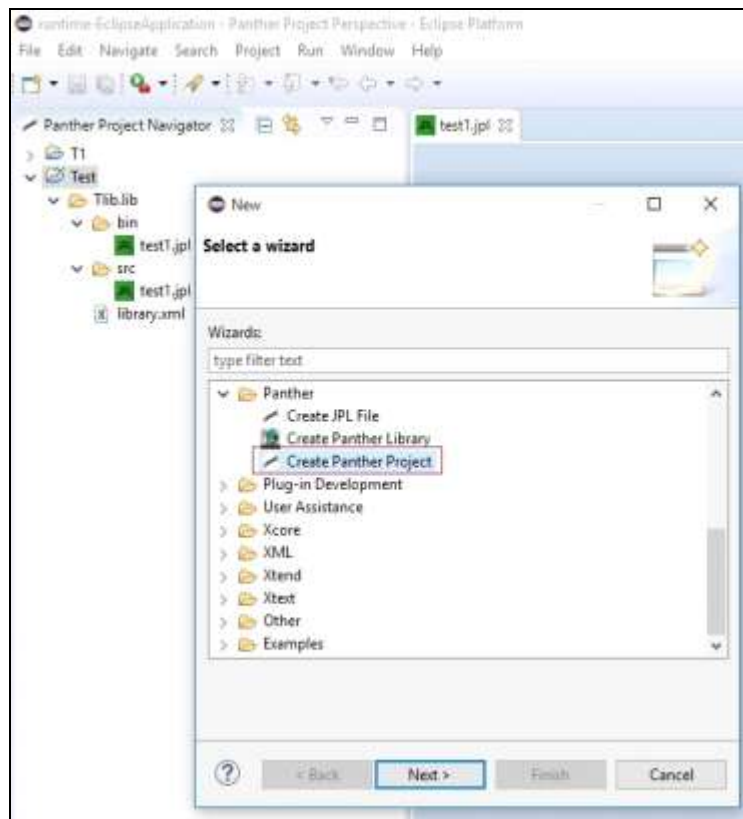 runtime-EclipseApplication - Panther Project Perspective - Eclipse Platform
File Edit Navigate Search Project Run Window Help
Panther Project Navigator
test1.jpl
T1
Test
Tlib.lib
bin
test1.jpl
src
test1.jpl
library.xml
New
Select a wizard
Wizards:
type filter text
Panther
Create JPL File
Create Panther Library
Create Panther Project
Plug-in Development
User Assistance
Xcore
XML
Xtend
Xtext
Other
Examples
< Back
Next >
Finish
Cancel